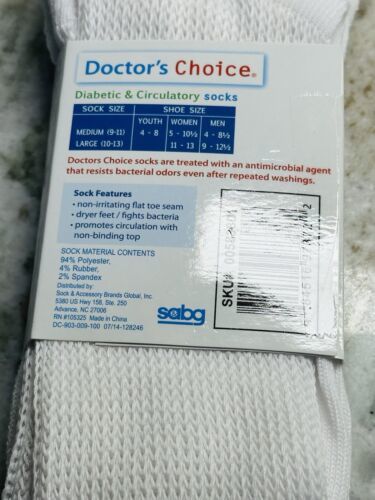 Doctor's Choice®
Diabetic & Circulatory socks
SOCK SIZE SHOE SIZE
YOUTH WOMEN MEN
MEDIUM (9-11) 4 - 8 5 - 10½ 4 - 8½
LARGE (10-13) 11 - 13 9 - 12½
Doctors Choice socks are treated with an antimicrobial agent
that resists bacterial odors even after repeated washings.
Sock Features
• non-irritating flat toe seam
• dryer feet / fights bacteria
• promotes circulation with
non-binding top
SOCK MATERIAL CONTENTS
94% Polyester,
4% Rubber,
2% Spandex
Distributed by:
Sock & Accessory Brands Global, Inc.
5380 US Hwy 158, Ste. 250
Advance, NC 27006
RN #105325 Made in China
DC-903-009-100 07/14-128246
sabg
SKU#